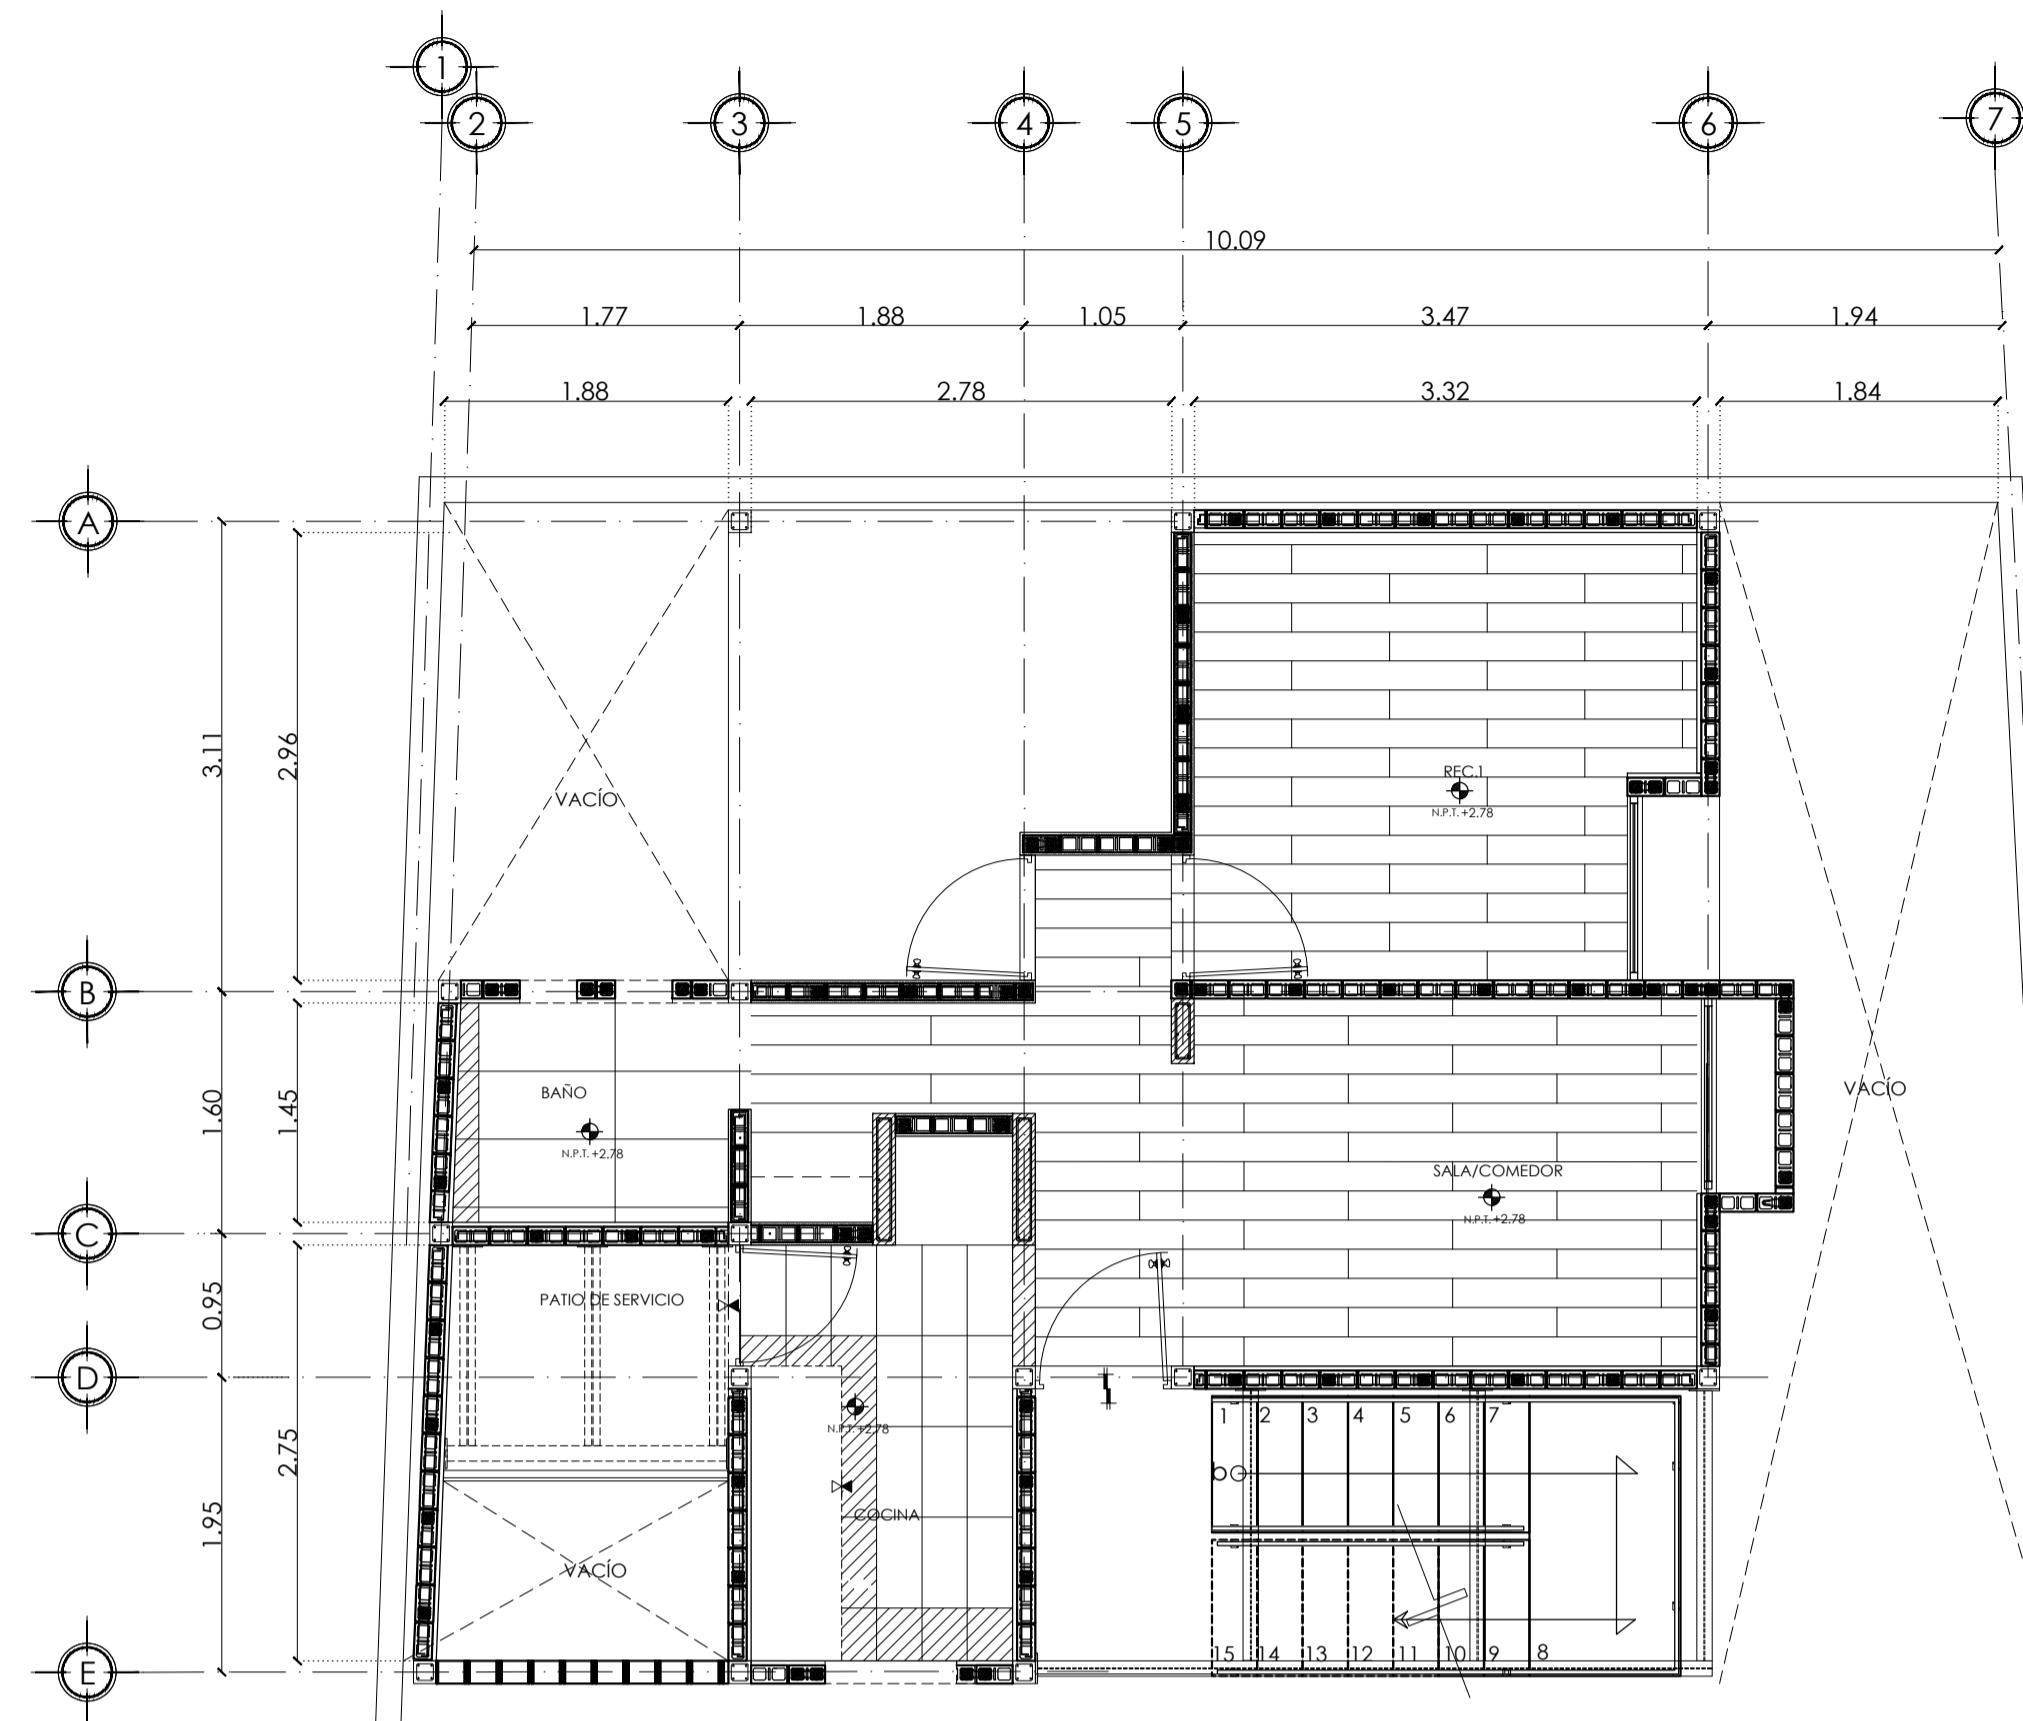 1
2
3
4
5
6
7
10.09
1.77
1.88
1.05
3.47
1.94
1.88
2.78
3.32
1.84
A
B
C
D
E
3.11
2.96
1.60
1.45
0.95
2.75
1.95
VACÍO
REC.1
N.P.T. +2.78
BAÑO
N.P.T. +2.78
VACÍO
SALA/COMEDOR
N.P.T. +2.78
PATIO DE SERVICIO
N.P.T. +2.78
COCINA
VACÍO
1 2 3 4 5 6 7
15 14 13 12 11 10 9 8